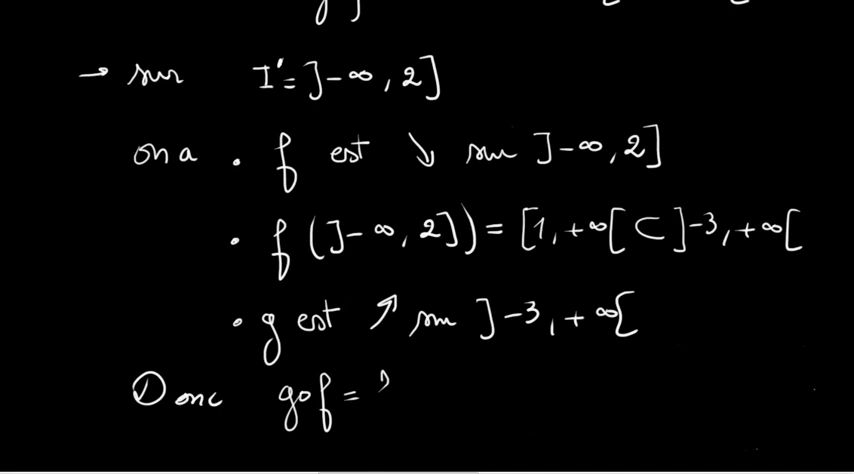 → sur I'= ]-∞, 2]
on a • f est ↘ sur ]-∞, 2]
• f (]-∞, 2]) = [1, +∞[ ⊂ ]-3, +∞[
• g est ↗ sur ]-3, +∞[
Donc gof =